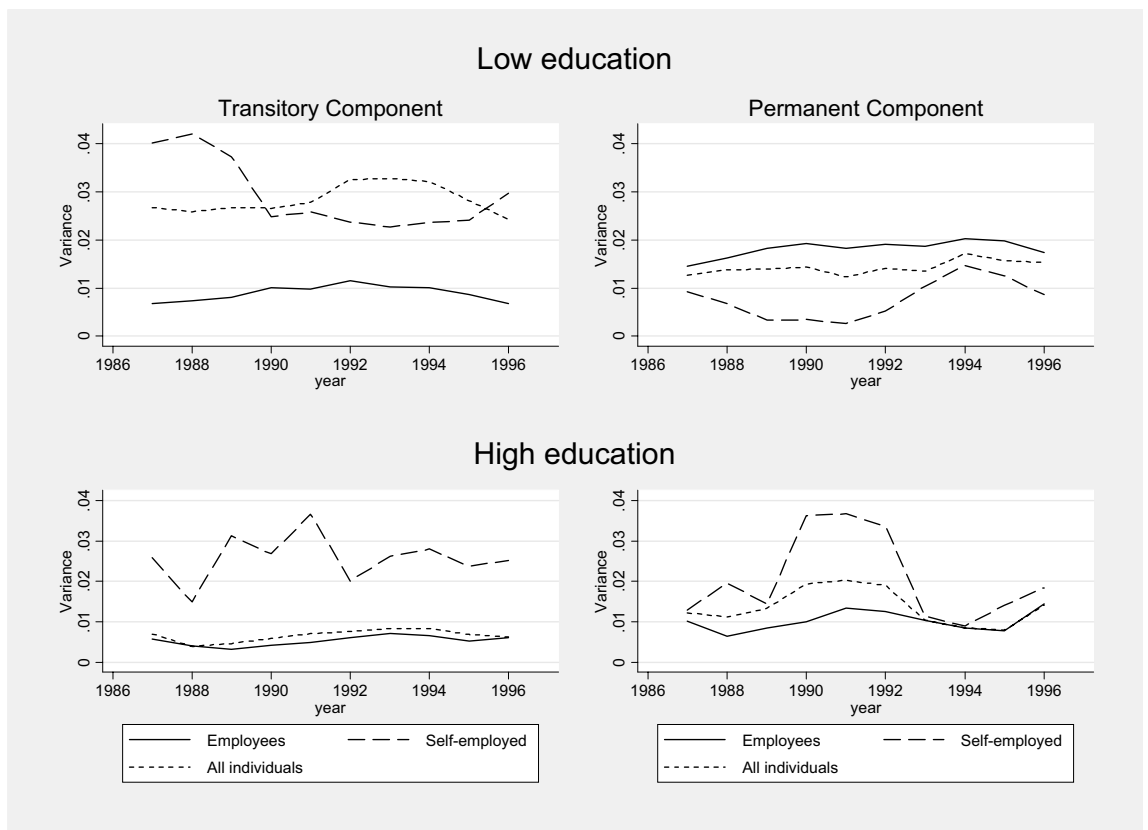 Low education
Transitory Component
Permanent Component
Variance
0 .01 .02 .03 .04
1986 1988 1990 1992 1994 1996
year
Variance
0 .01 .02 .03 .04
1986 1988 1990 1992 1994 1996
year
High education
Variance
0 .01 .02 .03 .04
1986 1988 1990 1992 1994 1996
year
Variance
0 .01 .02 .03 .04
1986 1988 1990 1992 1994 1996
year
Employees Self-employed
All individuals
Employees Self-employed
All individuals